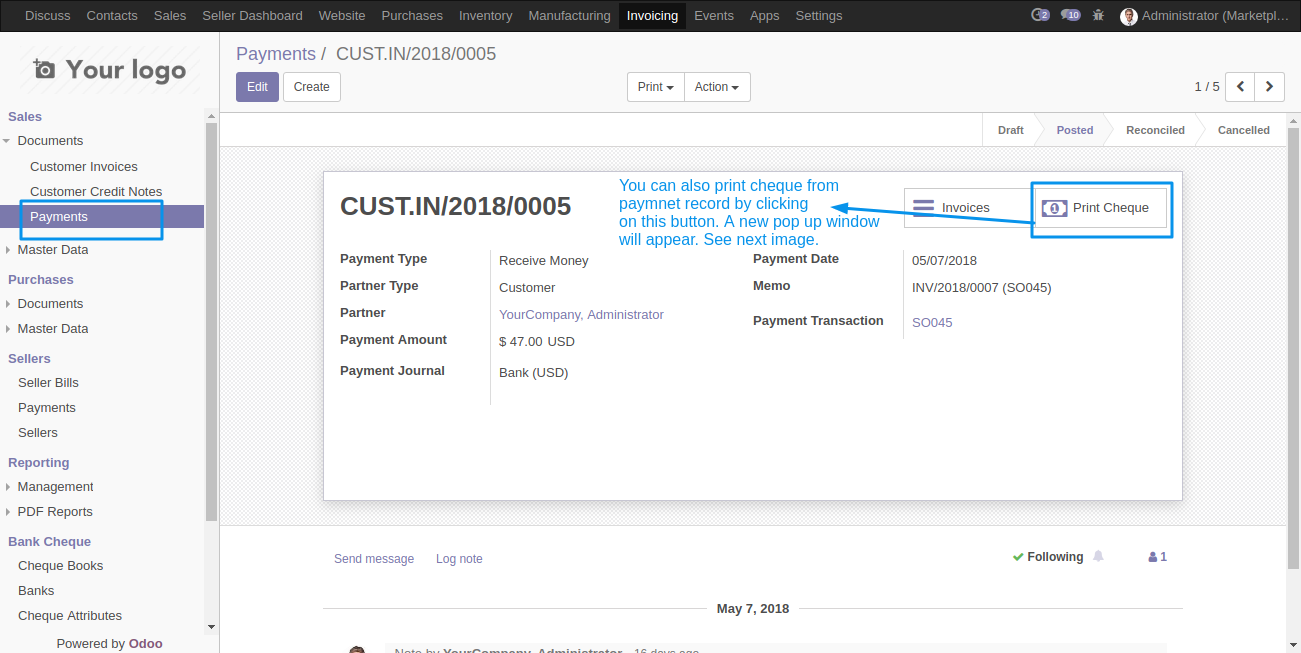 Discuss Contacts Sales Seller Dashboard Website Purchases Inventory Manufacturing Invoicing Events Apps Settings 2 10 Administrator (Marketpl...
Your logo
Payments / CUST.IN/2018/0005
Edit Create Print Action 1 / 5
Sales
Documents
Customer Invoices
Customer Credit Notes
Payments
Master Data
Purchases
Documents
Master Data
Sellers
Seller Bills
Payments
Sellers
Reporting
Management
PDF Reports
Bank Cheque
Cheque Books
Banks
Cheque Attributes
Powered by Odoo
Draft Posted Reconciled Cancelled
You can also print cheque from
paymnet record by clicking
on this button. A new pop up window
will appear. See next image.
Invoices
Print Cheque
CUST.IN/2018/0005
Payment Type Receive Money
Partner Type Customer
Partner YourCompany, Administrator
Payment Amount $ 47.00 USD
Payment Journal Bank (USD)
Payment Date 05/07/2018
Memo INV/2018/0007 (SO045)
Payment Transaction SO045
Send message Log note Following 1
May 7, 2018
Note by YourCompany, Administrator - 16 days ago